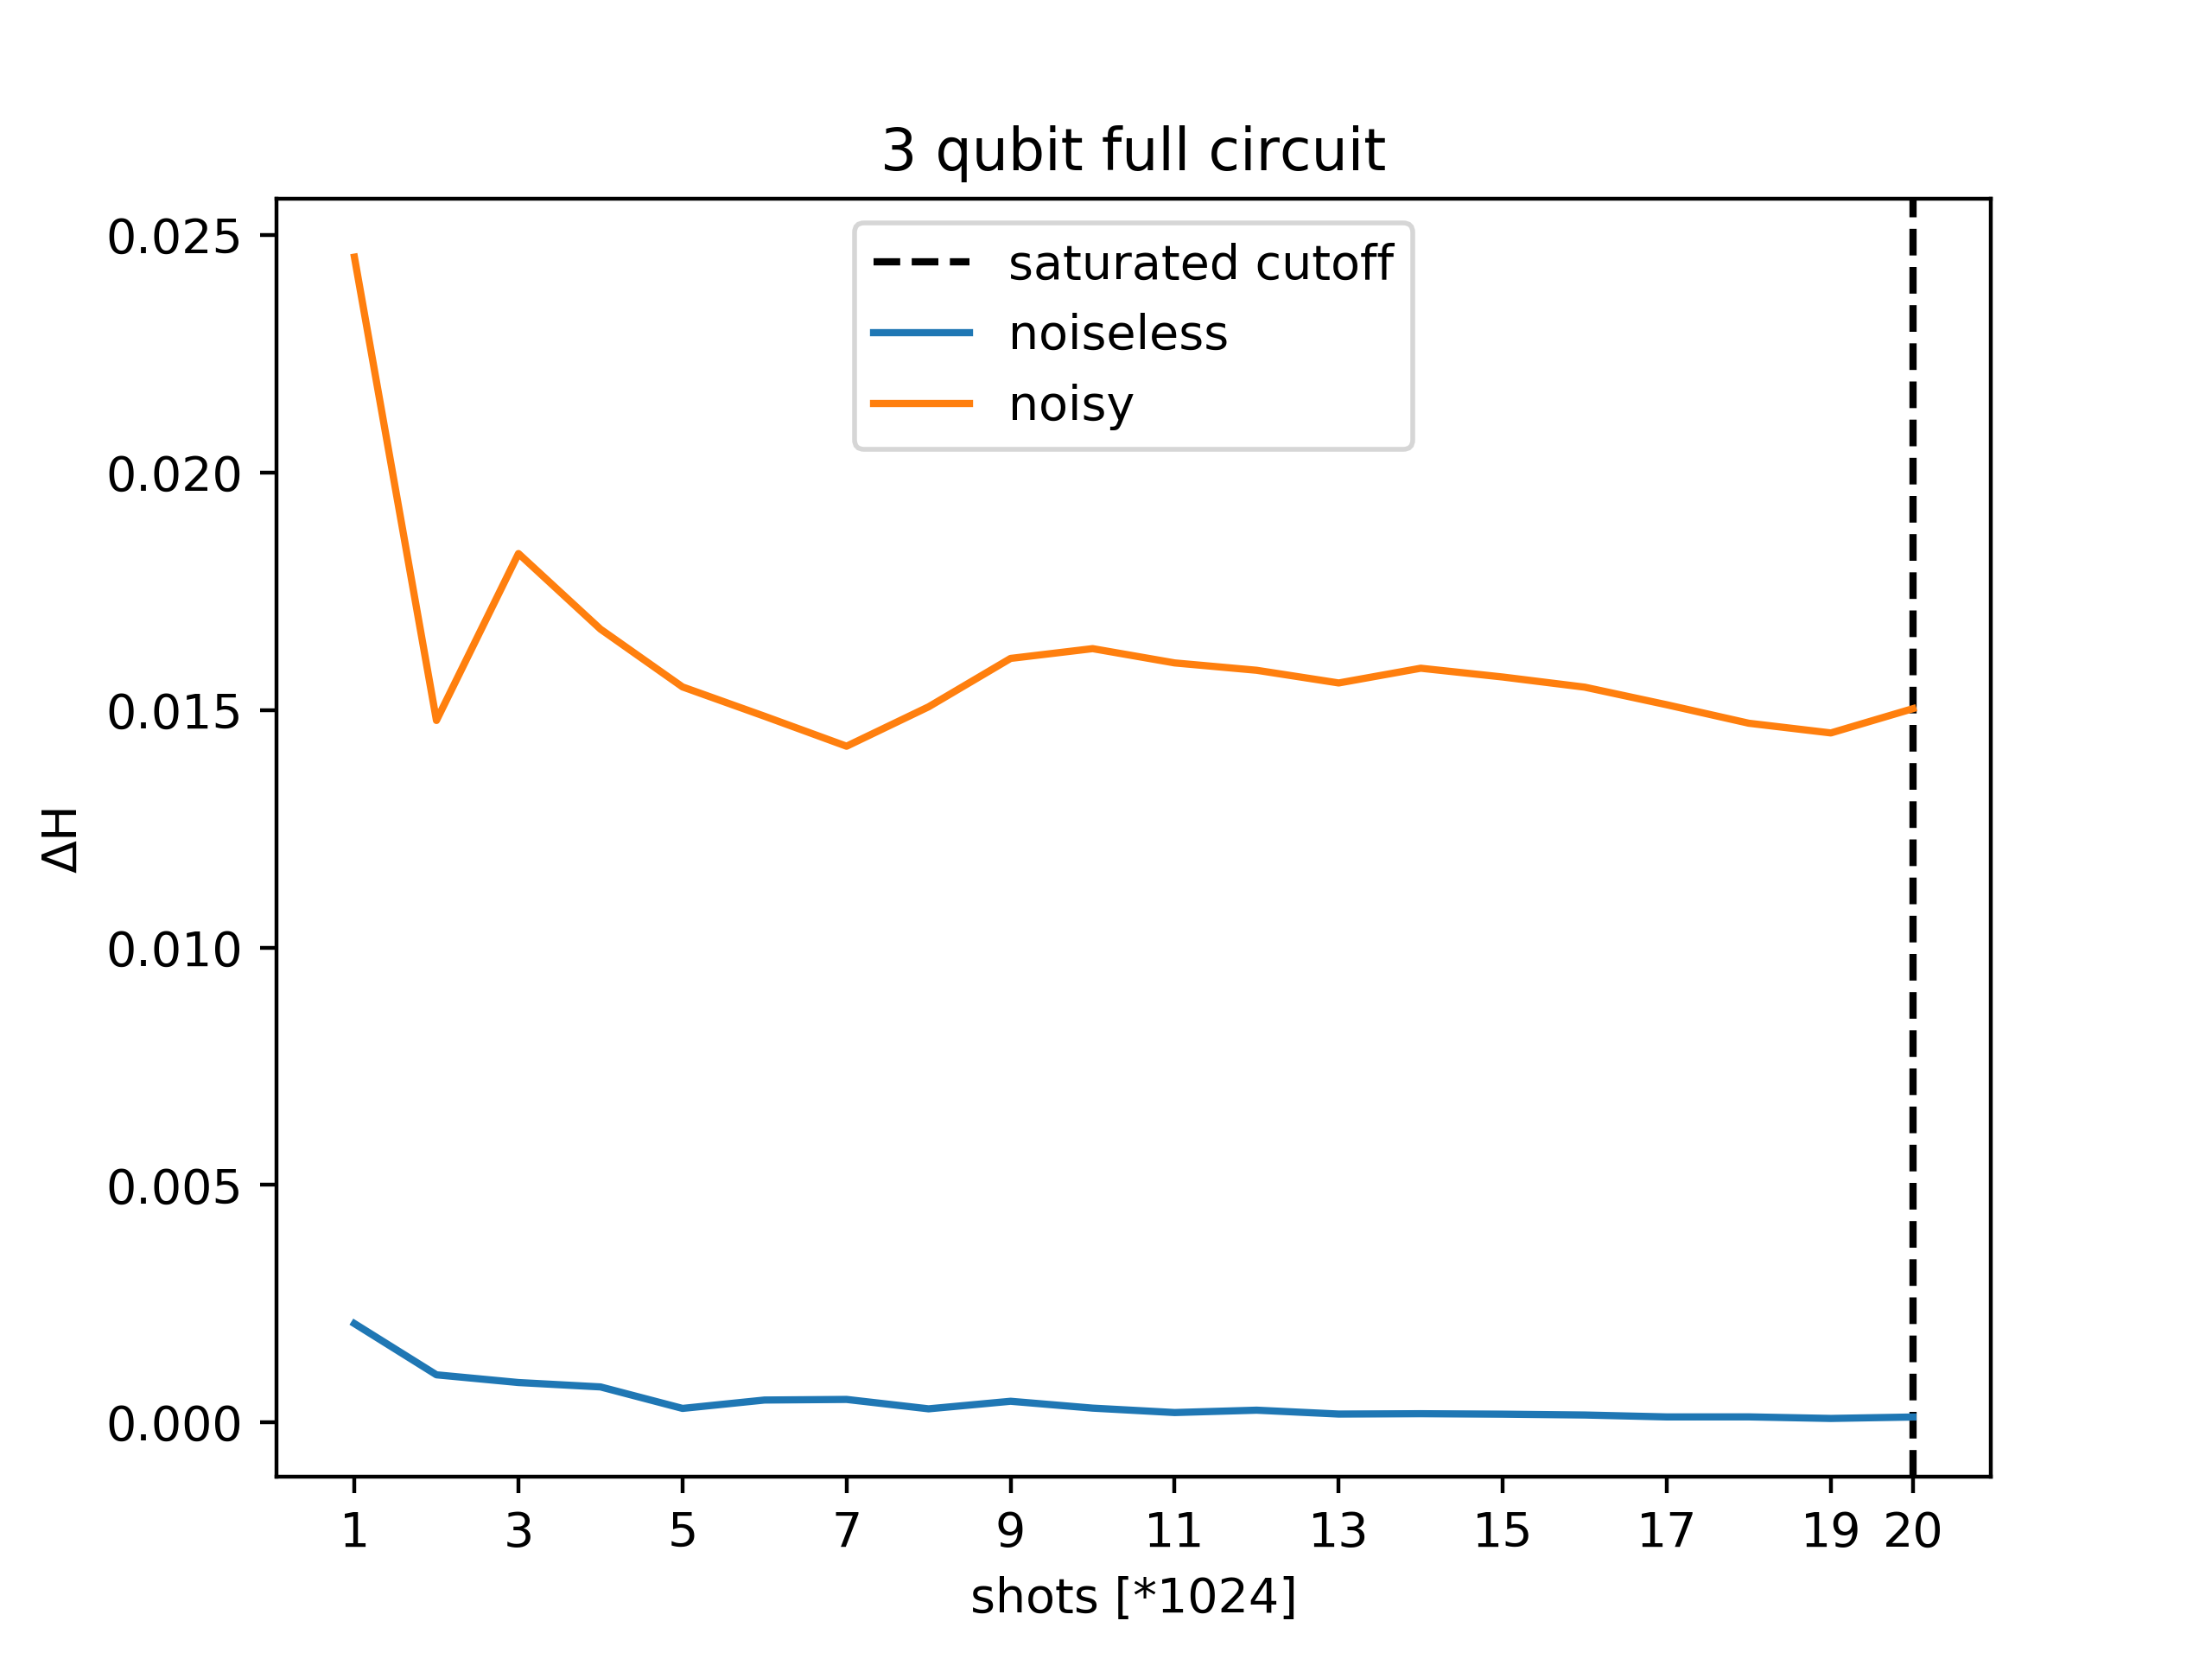 3 qubit full circuit
saturated cutoff
noiseless
noisy
0.025
0.020
0.015
0.010
0.005
0.000
ΔH
1 3 5 7 9 11 13 15 17 19 20
shots [*1024]